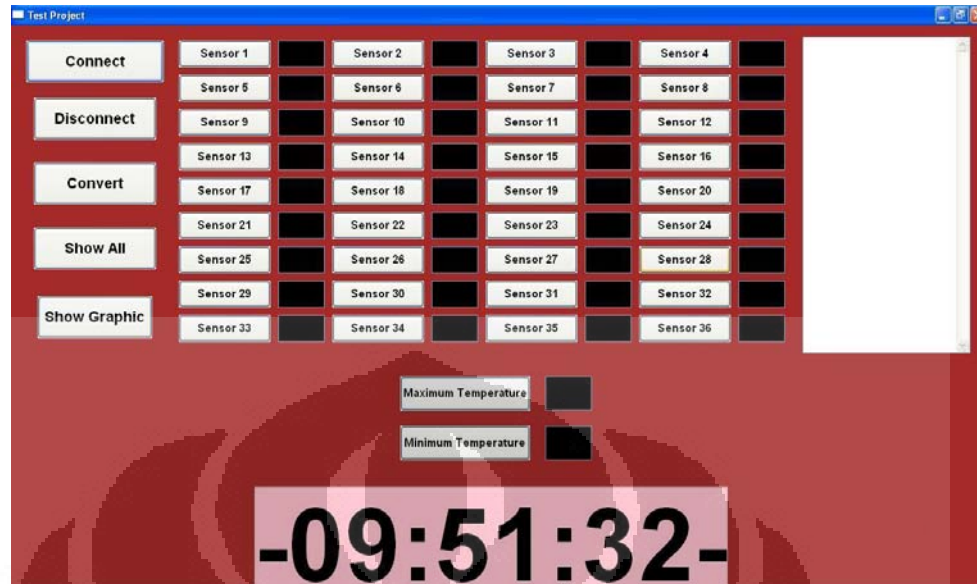 Test Project
Connect
Disconnect
Convert
Show All
Show Graphic
Sensor 1 Sensor 2 Sensor 3 Sensor 4
Sensor 5 Sensor 6 Sensor 7 Sensor 8
Sensor 9 Sensor 10 Sensor 11 Sensor 12
Sensor 13 Sensor 14 Sensor 15 Sensor 16
Sensor 17 Sensor 18 Sensor 19 Sensor 20
Sensor 21 Sensor 22 Sensor 23 Sensor 24
Sensor 25 Sensor 26 Sensor 27 Sensor 28
Sensor 29 Sensor 30 Sensor 31 Sensor 32
Sensor 33 Sensor 34 Sensor 35 Sensor 36
Maximum Temperature
Minimum Temperature
-09:51:32-